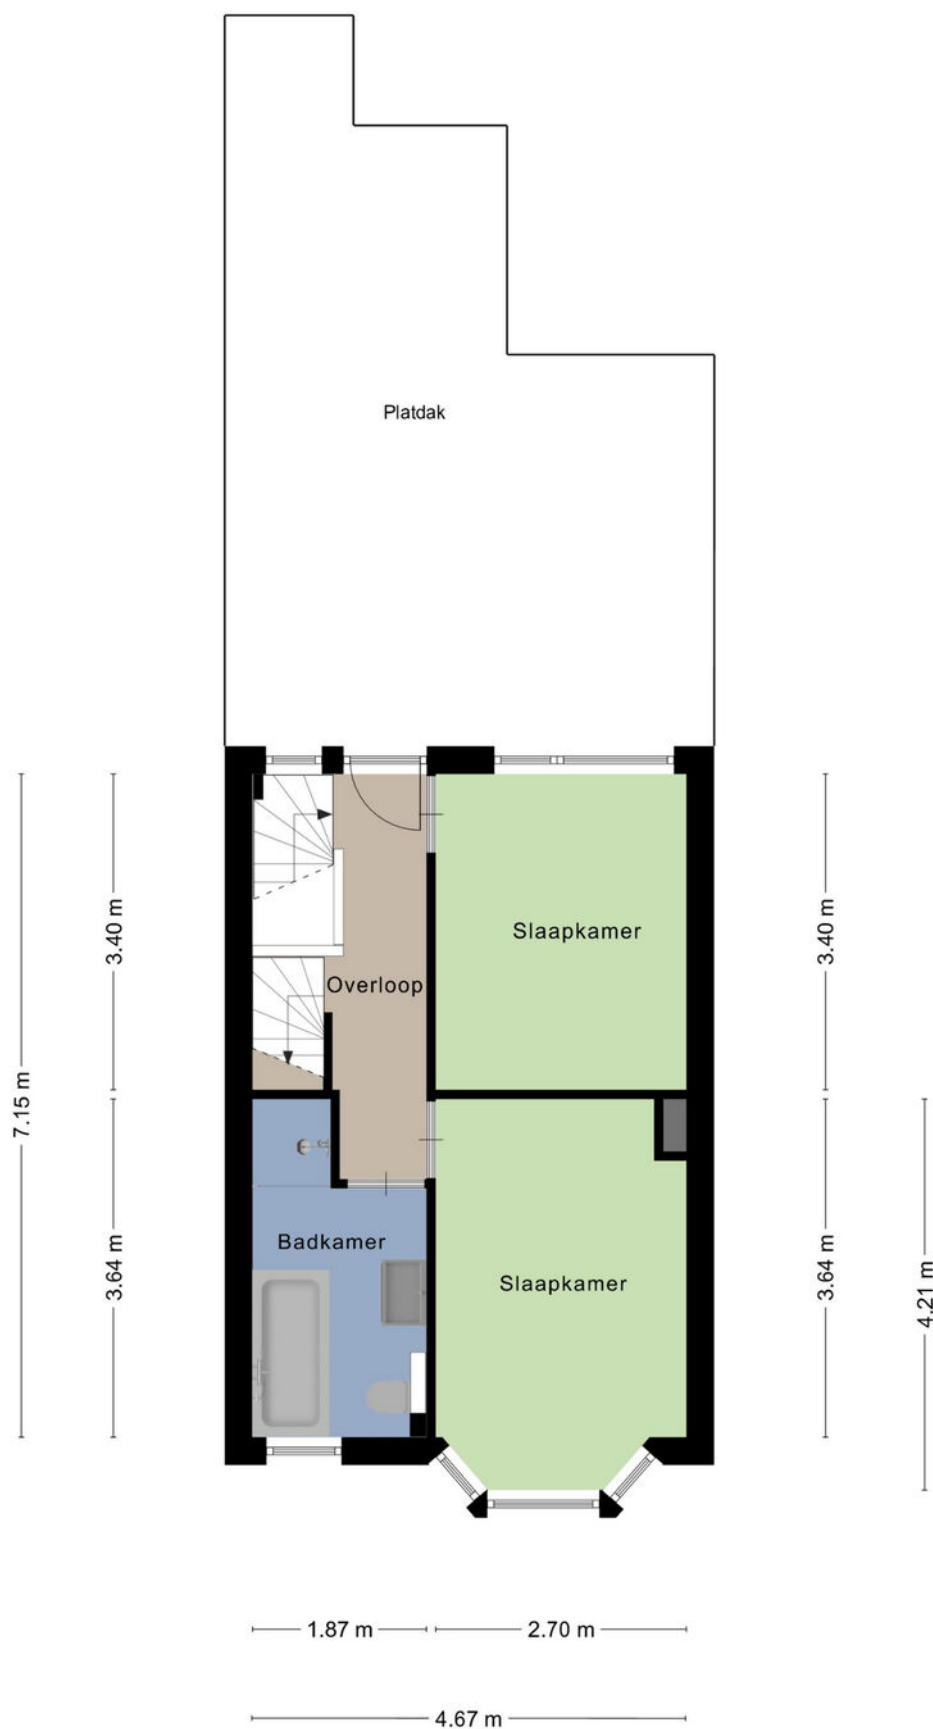 Platdak
3.40 m
3.40 m
Slaapkamer
Overloop
7.15 m
Badkamer
3.64 m
Slaapkamer
3.64 m
4.21 m
1.87 m
2.70 m
4.67 m